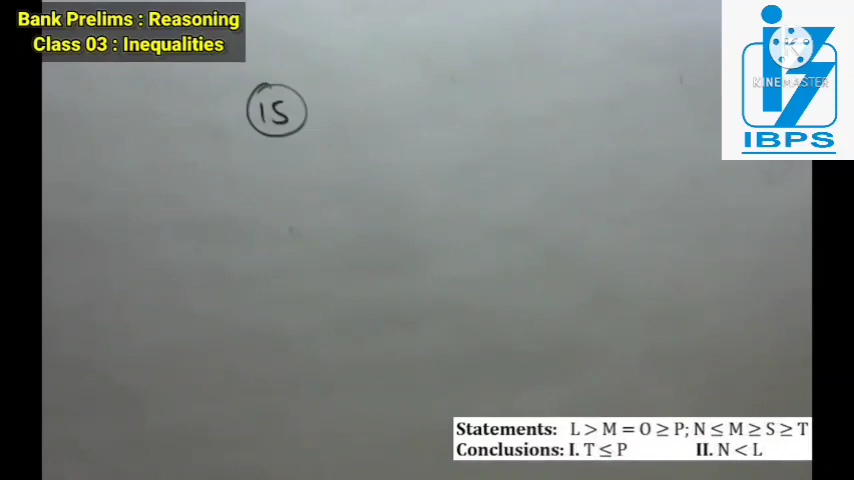 Bank Prelims : Reasoning
Class 03 : Inequalities
KINEMASTER
IBPS
15
Statements: L > M = O ≥ P; N ≤ M ≥ S ≥ T
Conclusions: I. T ≤ P II. N < L